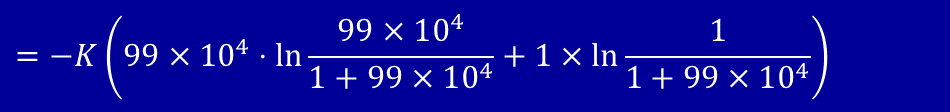 = −K(99 × 10⁴ · ln (99 × 10⁴)/(1 + 99 × 10⁴) + 1 × ln 1/(1 + 99 × 10⁴))